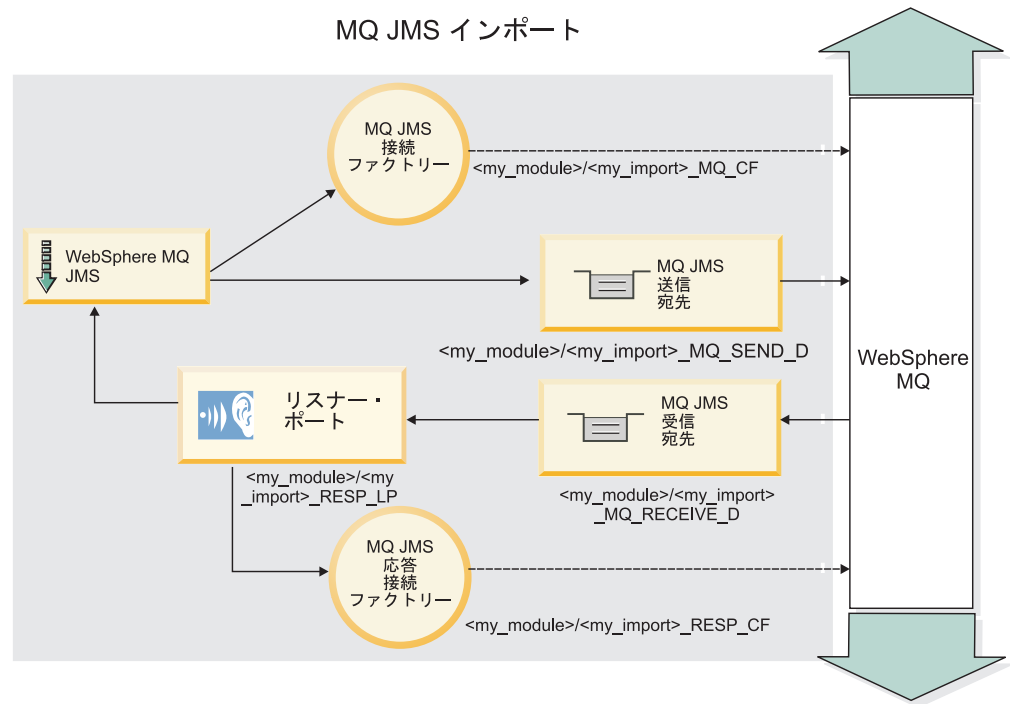 MQ JMS インポート
MQ JMS
接続
ファクトリー
<my_module>/<my_import>_MQ_CF
WebSphere MQ
JMS
MQ JMS
送信
宛先
<my_module>/<my_import>_MQ_SEND_D
WebSphere
MQ
リスナー・
ポート
<my_module>/<my
_import>_RESP_LP
MQ JMS
受信
宛先
<my_module>/<my_import>
_MQ_RECEIVE_D
MQ JMS
応答
接続
ファクトリー
<my_module>/<my_import>_RESP_CF